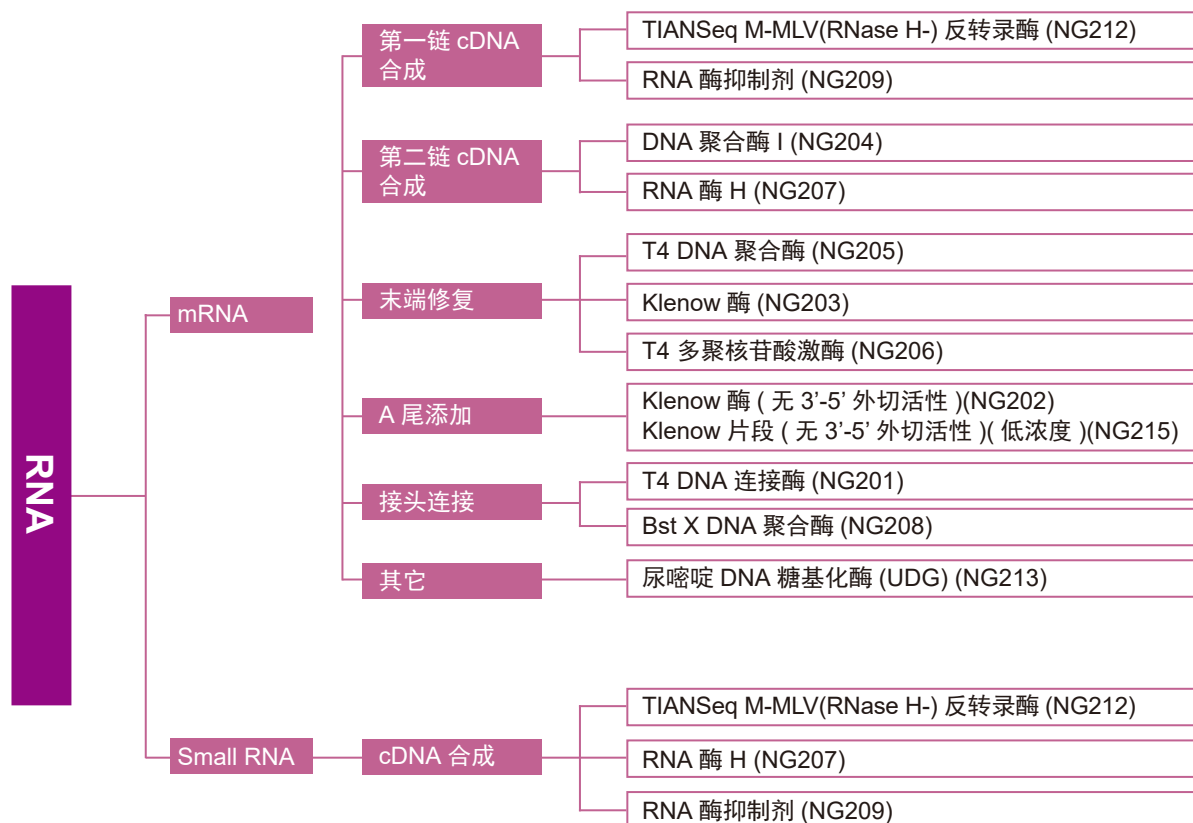 RNA
mRNA
第一链 cDNA
合成
TIANSeq M-MLV(RNase H-) 反转录酶 (NG212)
RNA 酶抑制剂 (NG209)
第二链 cDNA
合成
DNA 聚合酶 I (NG204)
RNA 酶 H (NG207)
末端修复
T4 DNA 聚合酶 (NG205)
Klenow 酶 (NG203)
T4 多聚核苷酸激酶 (NG206)
A 尾添加
Klenow 酶 ( 无 3’-5’ 外切活性 )(NG202)
Klenow 片段 ( 无 3’-5’ 外切活性 )( 低浓度 )(NG215)
接头连接
T4 DNA 连接酶 (NG201)
Bst X DNA 聚合酶 (NG208)
其它
尿嘧啶 DNA 糖基化酶 (UDG) (NG213)
Small RNA
cDNA 合成
TIANSeq M-MLV(RNase H-) 反转录酶 (NG212)
RNA 酶 H (NG207)
RNA 酶抑制剂 (NG209)